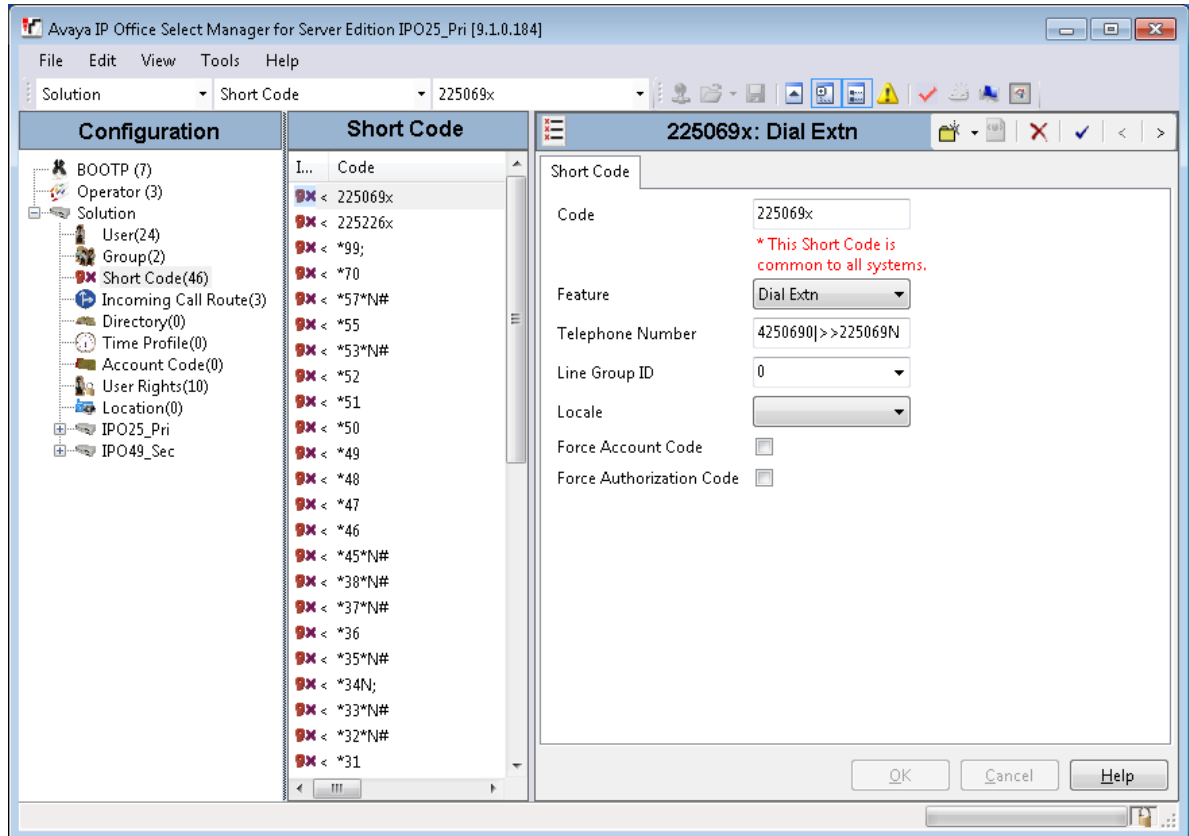 Avaya IP Office Select Manager for Server Edition IPO25_Pri [9.1.0.184]
File Edit View Tools Help
Solution Short Code 225069x
Configuration
BOOTP (7)
Operator (3)
Solution
User(24)
Group(2)
Short Code(46)
Incoming Call Route(3)
Directory(0)
Time Profile(0)
Account Code(0)
User Rights(10)
Location(0)
IPO25_Pri
IPO49_Sec
Short Code
I... Code
225069x
225226x
*99;
*70
*57*N#
*55
*53*N#
*52
*51
*50
*49
*48
*47
*46
*45*N#
*38*N#
*37*N#
*36
*35*N#
*34N;
*33*N#
*32*N#
*31
225069x: Dial Extn
Short Code
Code 225069x
* This Short Code is
common to all systems.
Feature Dial Extn
Telephone Number 4250690|>>225069N
Line Group ID 0
Locale
Force Account Code
Force Authorization Code
OK Cancel Help